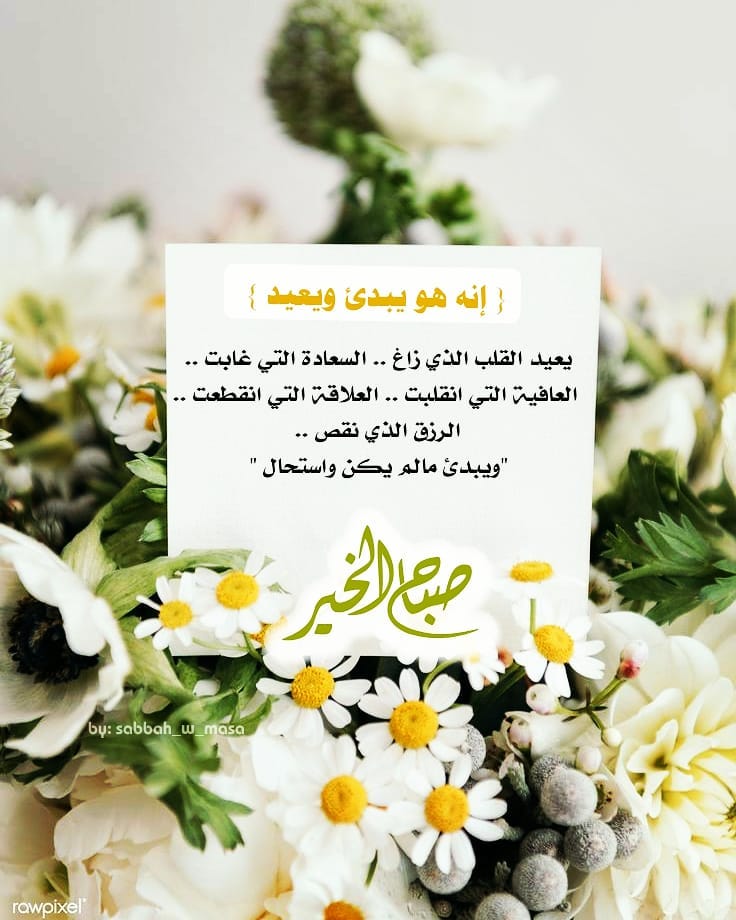 { إنه هو يبدئ ويعيد }
يعيد القلب الذي زاغ .. السعادة التي غابت ..
العافية التي انقلبت .. العلاقة التي انقطعت ..
الرزق الذي نقص ..
"ويبدئ مالم يكن واستحال "
صباح الخير
by: sabbah_w_masa
rawpixel